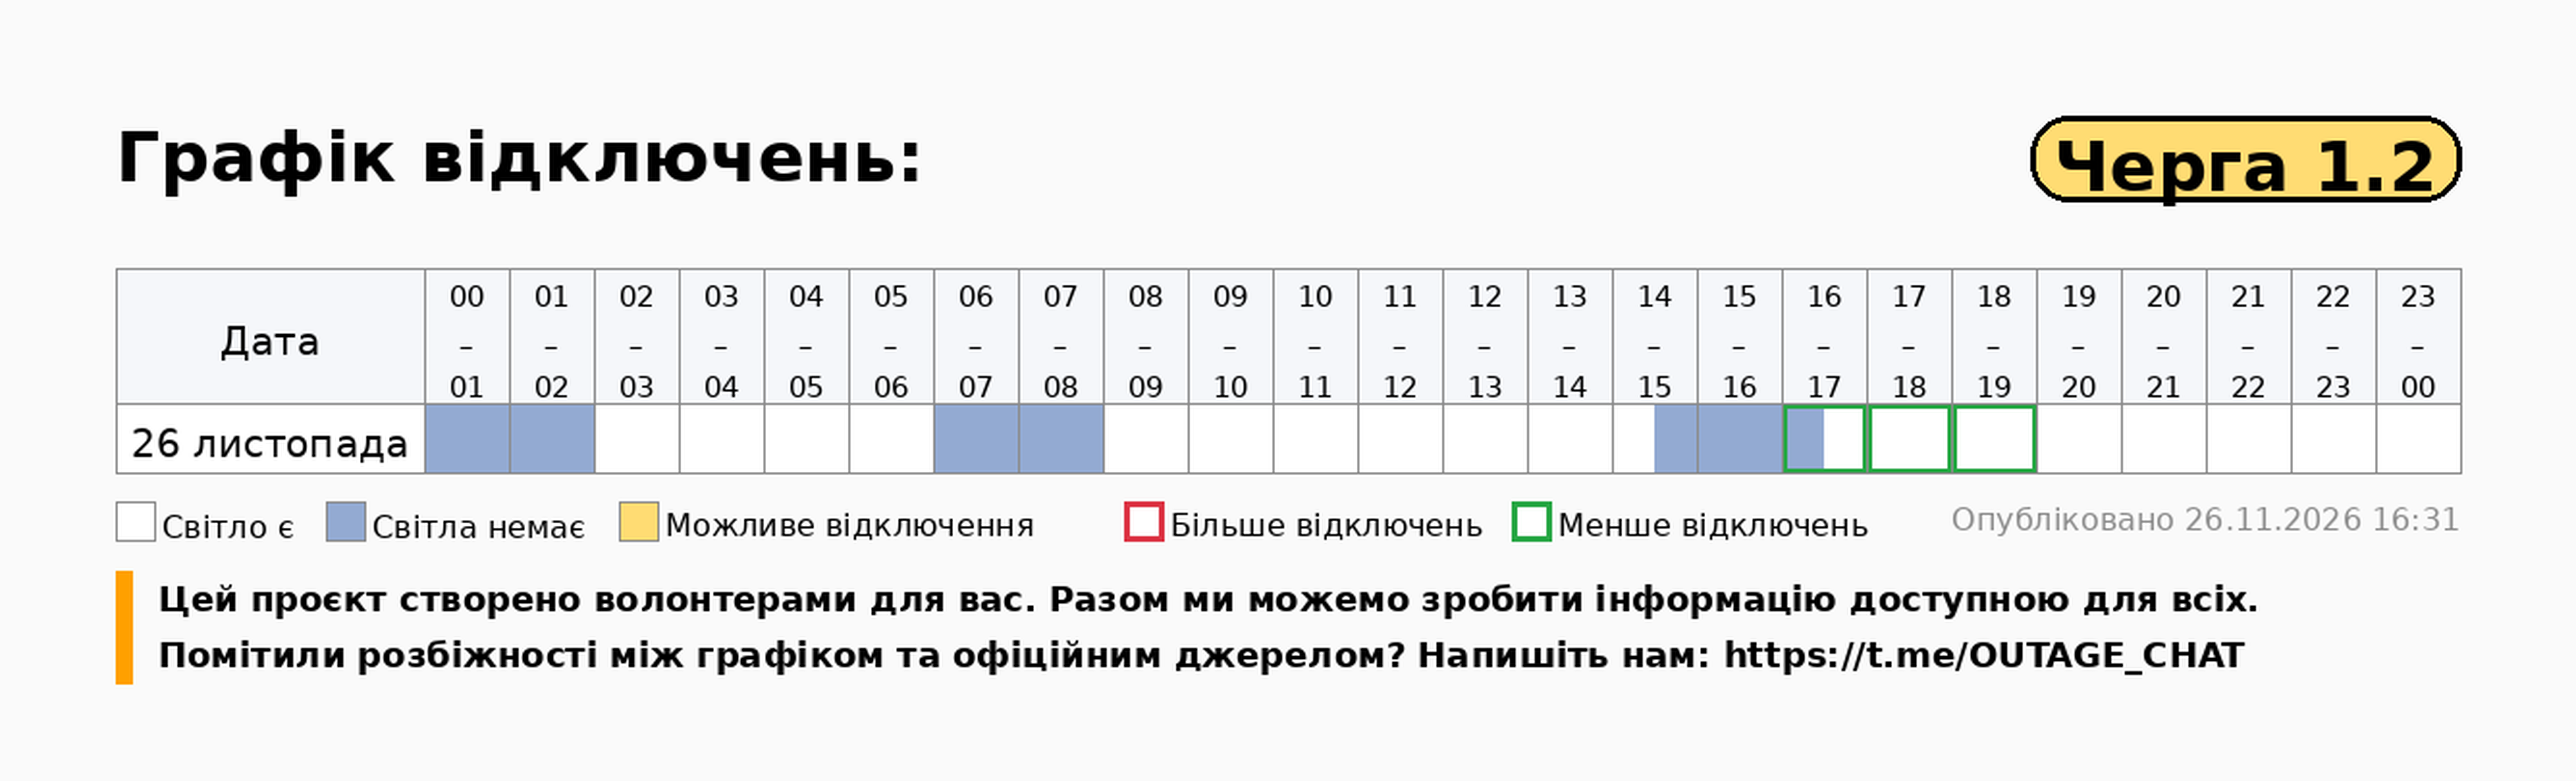 Графік відключень:
Черга 1.2
Дата 00 – 01 01 – 02 02 – 03 03 – 04 04 – 05 05 – 06 06 – 07 07 – 08 08 – 09 09 – 10 10 – 11 11 – 12 12 – 13 13 – 14 14 – 15 15 – 16 16 – 17 17 – 18 18 – 19 19 – 20 20 – 21 21 – 22 22 – 23 23 – 00
26 листопада
Світло є Світла немає Можливе відключення Більше відключень Менше відключень Опубліковано 26.11.2026 16:31
Цей проєкт створено волонтерами для вас. Разом ми можемо зробити інформацію доступною для всіх.
Помітили розбіжності між графіком та офіційним джерелом? Напишіть нам: https://t.me/OUTAGE_CHAT